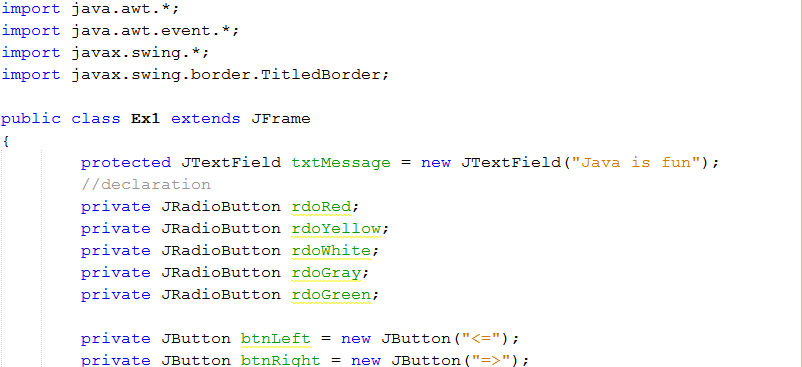 import java.awt.*;
import java.awt.event.*;
import javax.swing.*;
import javax.swing.border.TitledBorder;
public class Ex1 extends JFrame
{
protected JTextField txtMessage = new JTextField("Java is fun");
//declaration
private JRadioButton rdoRed;
private JRadioButton rdoYellow;
private JRadioButton rdoWhite;
private JRadioButton rdoGray;
private JRadioButton rdoGreen;
private JButton btnLeft = new JButton("<=");
private JButton btnRight = new JButton("=>");